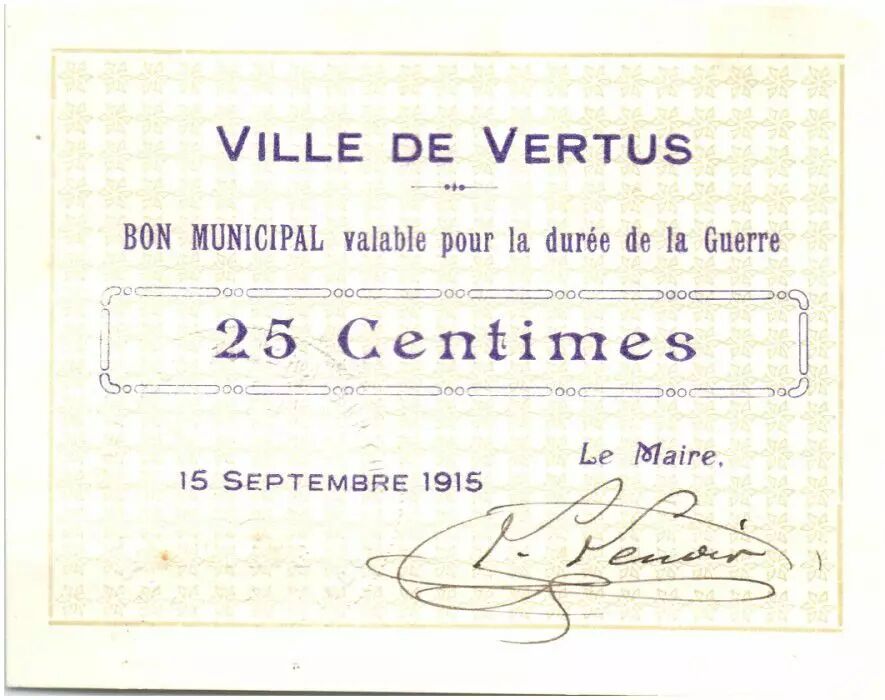 VILLE DE VERTUS
BON MUNICIPAL valable pour la durée de la Guerre
25 Centimes
Le Maire,
15 SEPTEMBRE 1915